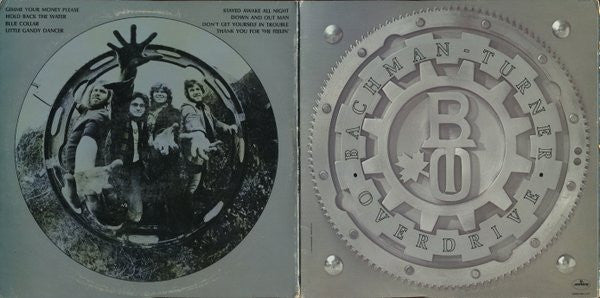 GIMME YOUR MONEY PLEASE
HOLD BACK THE WATER
BLUE COLLAR
LITTLE GANDY DANCER
STAYED AWAKE ALL NIGHT
DOWN AND OUT MAN
DON'T GET YOURSELF IN TROUBLE
THANK YOU FOR THE FEELIN'
BACHMAN-TURNER
OVERDRIVE
BTO